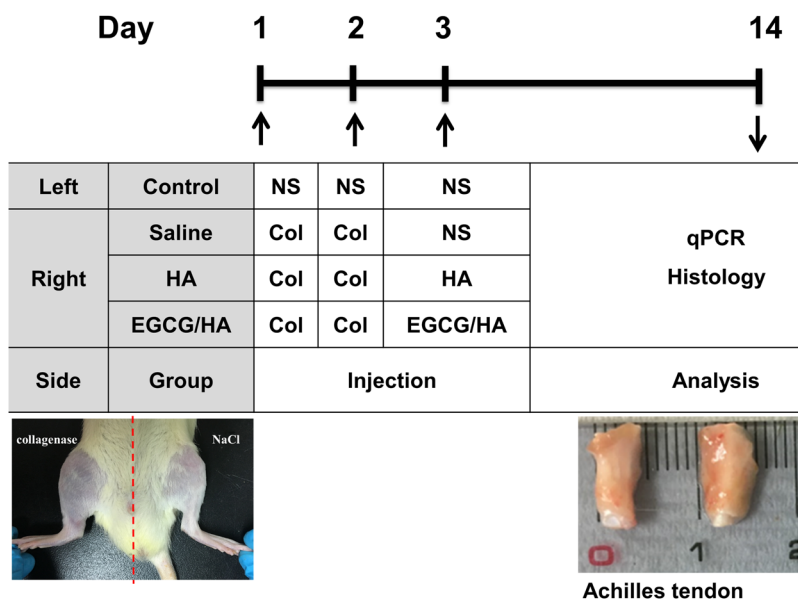 Day 1 2 3 14
Left Control NS NS NS
Right Saline Col Col NS
HA Col Col HA
EGCG/HA Col Col EGCG/HA
qPCR
Histology
Side Group Injection Analysis
collagenase NaCl
0 1 2
Achilles tendon